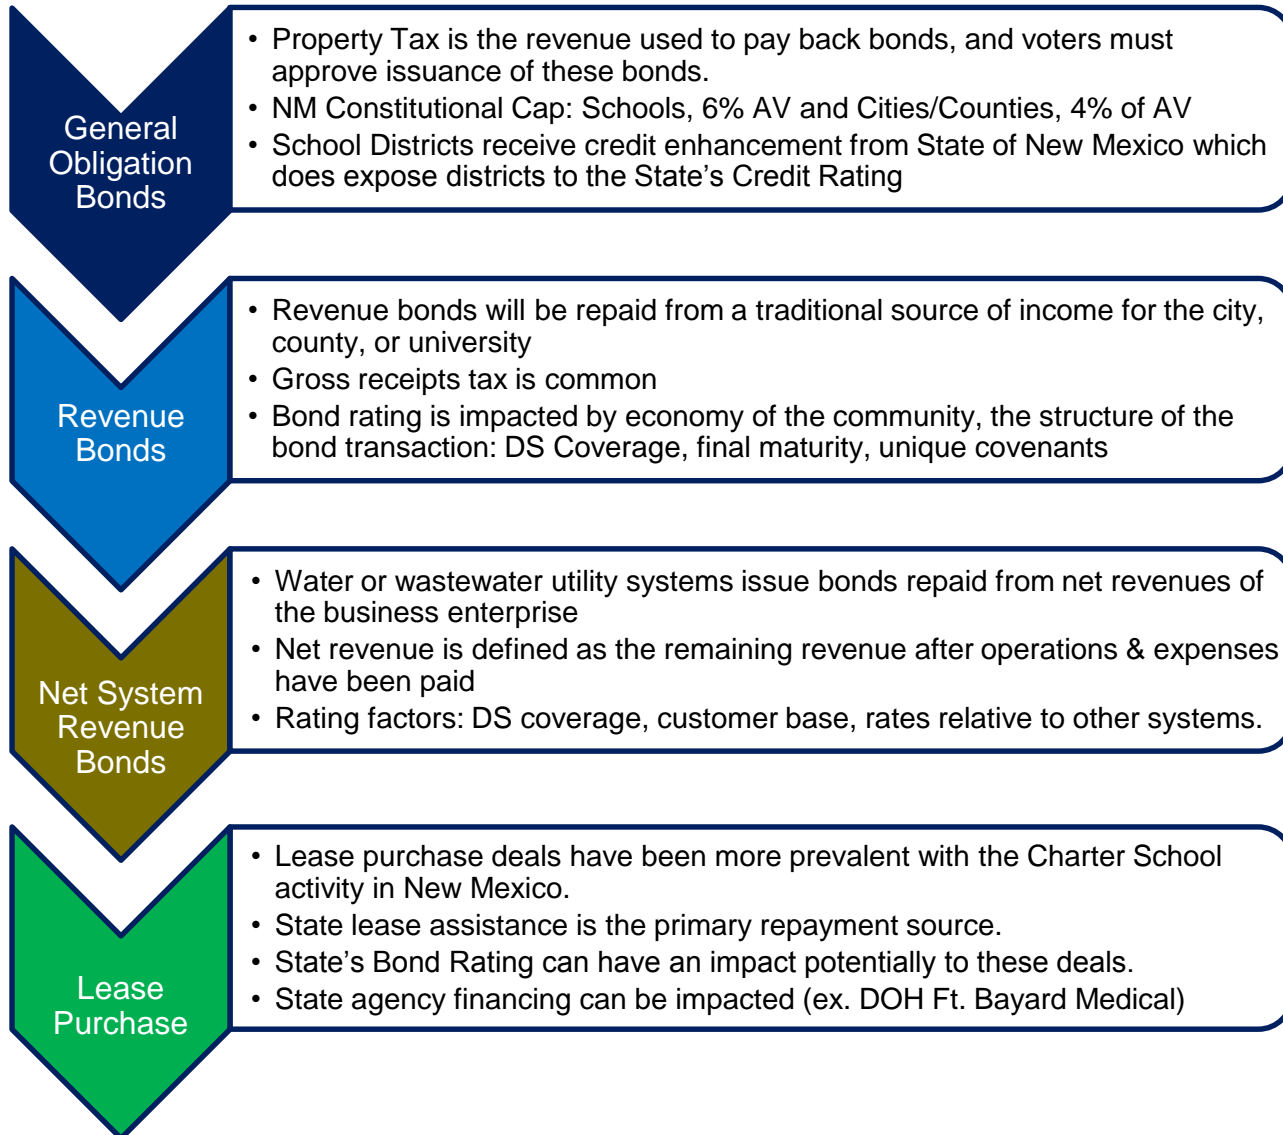 General
Obligation
Bonds
• Property Tax is the revenue used to pay back bonds, and voters must
approve issuance of these bonds.
• NM Constitutional Cap: Schools, 6% AV and Cities/Counties, 4% of AV
• School Districts receive credit enhancement from State of New Mexico which
does expose districts to the State’s Credit Rating
Revenue
Bonds
• Revenue bonds will be repaid from a traditional source of income for the city,
county, or university
• Gross receipts tax is common
• Bond rating is impacted by economy of the community, the structure of the
bond transaction: DS Coverage, final maturity, unique covenants
Net System
Revenue
Bonds
• Water or wastewater utility systems issue bonds repaid from net revenues of
the business enterprise
• Net revenue is defined as the remaining revenue after operations & expenses
have been paid
• Rating factors: DS coverage, customer base, rates relative to other systems.
Lease
Purchase
• Lease purchase deals have been more prevalent with the Charter School
activity in New Mexico.
• State lease assistance is the primary repayment source.
• State’s Bond Rating can have an impact potentially to these deals.
• State agency financing can be impacted (ex. DOH Ft. Bayard Medical)